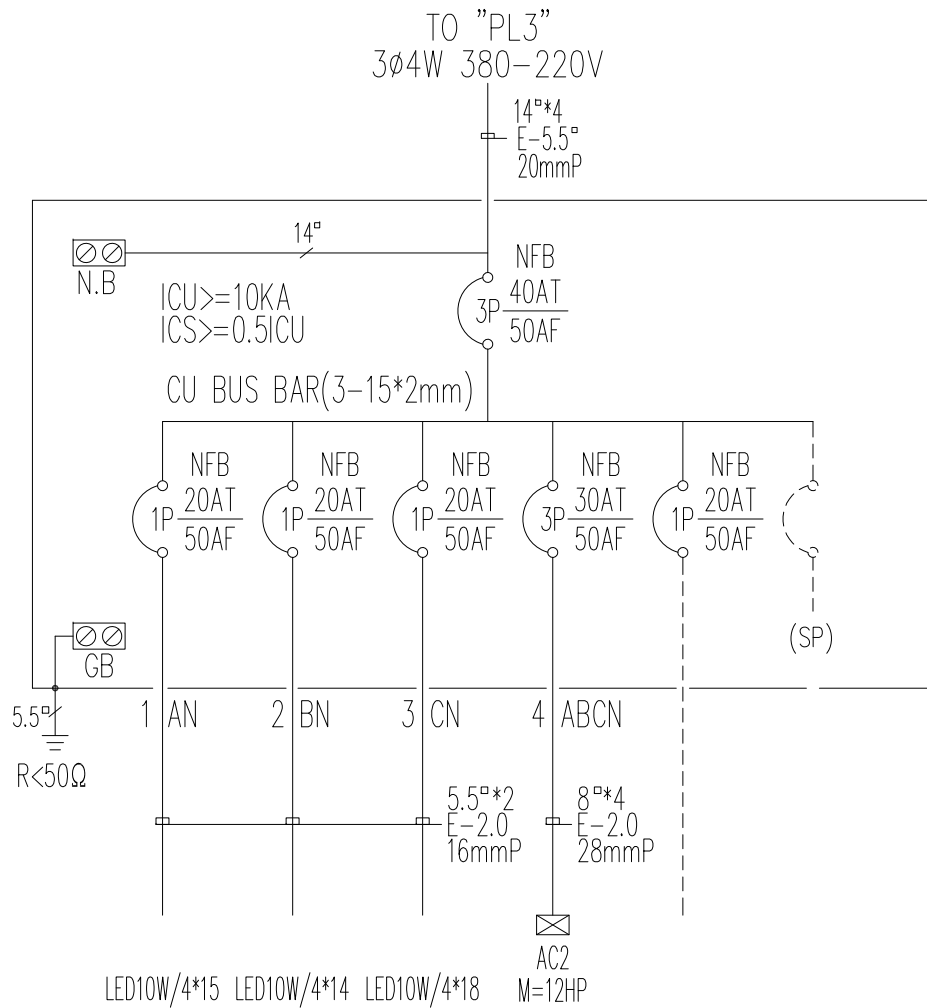 TO "PL3"
3ø4W 380-220V
14□*4
E-5.5□
20mmP
14□
N.B
ICU>=10KA
ICS>=0.5ICU
NFB
3P 40AT
50AF
CU BUS BAR(3-15*2mm)
NFB NFB NFB NFB NFB
1P 20AT 1P 20AT 1P 20AT 3P 30AT 1P 20AT
50AF 50AF 50AF 50AF 50AF
(SP)
GB
5.5□
R<50Ω
1 AN 2 BN 3 CN 4 ABCN
5.5□*2
E-2.0
16mmP
8□*4
E-2.0
28mmP
AC2
M=12HP
LED10W/4*15 LED10W/4*14 LED10W/4*18